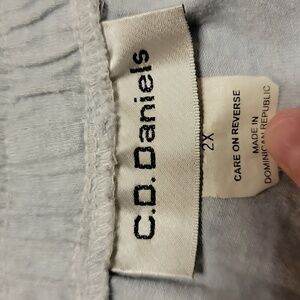 C.D. Daniels
2X
CARE ON REVERSE
MADE IN
DOMINICAN REPUBLIC